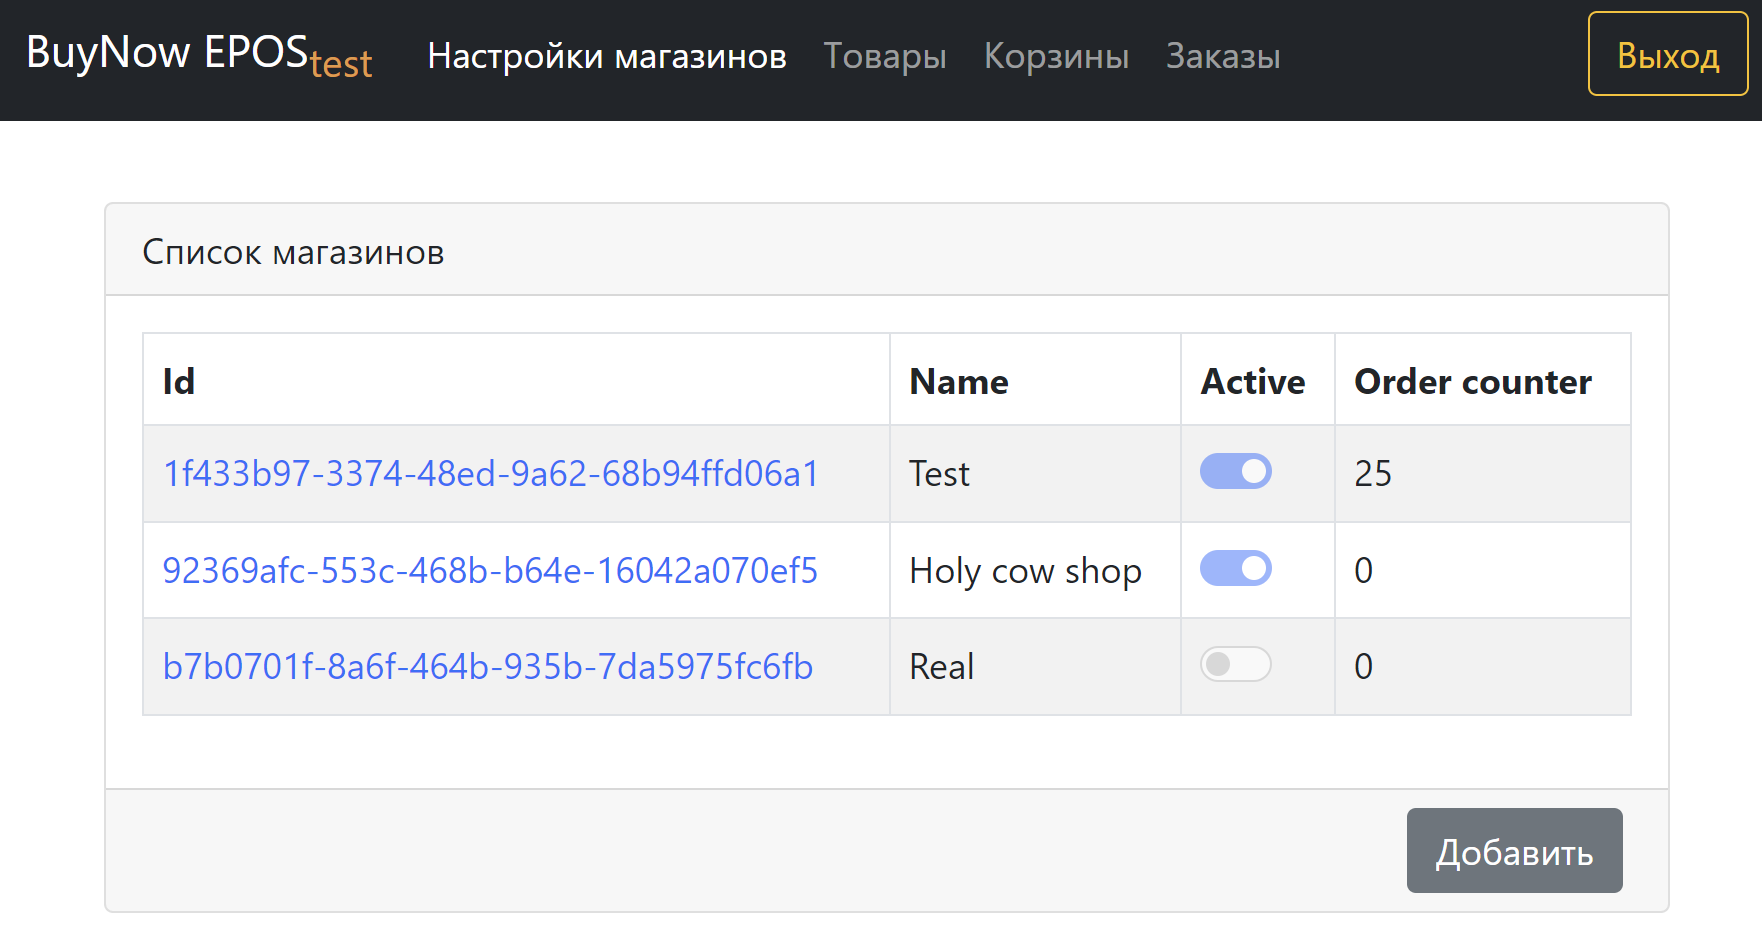 BuyNow EPOS test Настройки магазинов Товары Корзины Заказы Выход
Список магазинов
Id Name Active Order counter
1f433b97-3374-48ed-9a62-68b94ffd06a1 Test 25
92369afc-553c-468b-b64e-16042a070ef5 Holy cow shop 0
b7b0701f-8a6f-464b-935b-7da5975fc6fb Real 0
Добавить